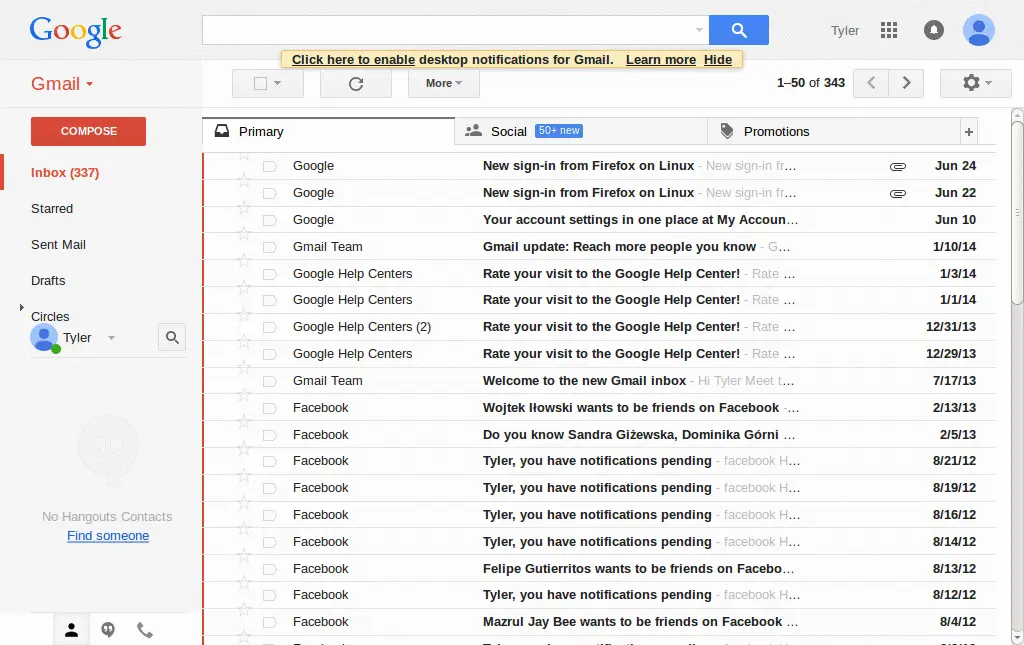 Google
Tyler
Click here to enable desktop notifications for Gmail. Learn more Hide
Gmail
More
1–50 of 343
COMPOSE
Primary
Social 50+ new
Promotions
+
Inbox (337)
Starred
Sent Mail
Drafts
Circles
Tyler
No Hangouts Contacts
Find someone
Google New sign-in from Firefox on Linux - New sign-in fr… Jun 24
Google New sign-in from Firefox on Linux - New sign-in fr… Jun 22
Google Your account settings in one place at My Accoun… Jun 10
Gmail Team Gmail update: Reach more people you know - G… 1/10/14
Google Help Centers Rate your visit to the Google Help Center! - Rate … 1/3/14
Google Help Centers Rate your visit to the Google Help Center! - Rate … 1/1/14
Google Help Centers (2) Rate your visit to the Google Help Center! - Rate … 12/31/13
Google Help Centers Rate your visit to the Google Help Center! - Rate … 12/29/13
Gmail Team Welcome to the new Gmail inbox - Hi Tyler Meet t… 7/17/13
Facebook Wojtek Iłowski wants to be friends on Facebook -… 2/13/13
Facebook Do you know Sandra Giżewska, Dominika Górni … 2/5/13
Facebook Tyler, you have notifications pending - facebook H… 8/21/12
Facebook Tyler, you have notifications pending - facebook H… 8/19/12
Facebook Tyler, you have notifications pending - facebook H… 8/16/12
Facebook Tyler, you have notifications pending - facebook H… 8/14/12
Facebook Felipe Gutierritos wants to be friends on Facebo… 8/13/12
Facebook Tyler, you have notifications pending - facebook H… 8/12/12
Facebook Mazrul Jay Bee wants to be friends on Facebook … 8/4/12